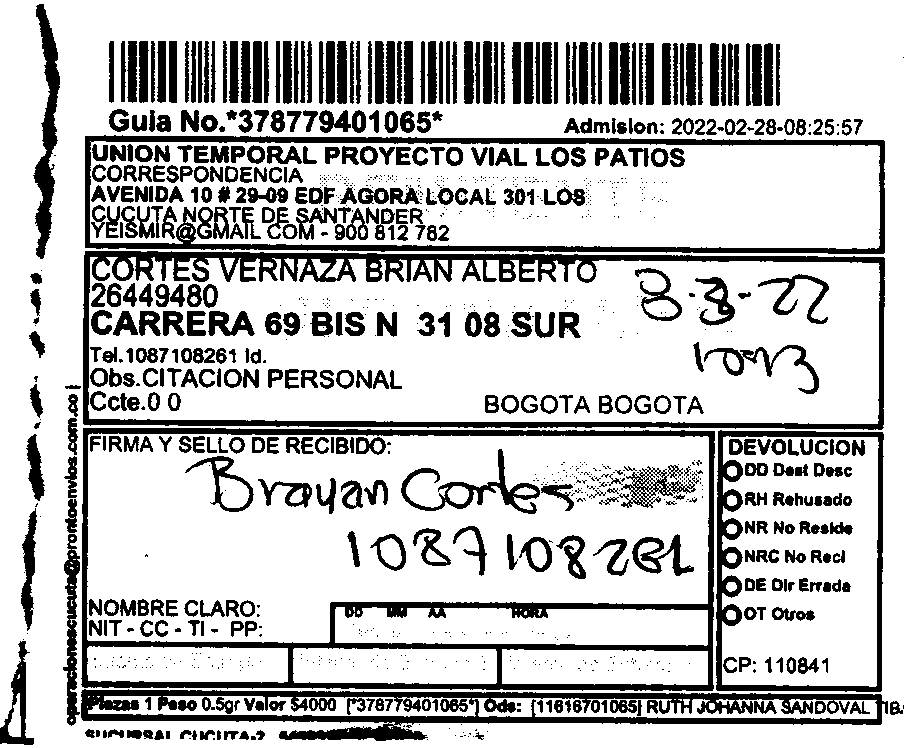 Guia No.*378779401065*
Admision: 2022-02-28-08:25:57
UNION TEMPORAL PROYECTO VIAL LOS PATIOS
CORRESPONDENCIA
AVENIDA 10 # 29-09 EDF AGORA LOCAL 301 LOS
CUCUTA NORTE DE SANTANDER
YEISMIR@GMAIL COM - 900 812 782
CORTES VERNAZA BRIAN ALBERTO
26449480
CARRERA 69 BIS N 31 08 SUR
Tel.1087108261 Id.
Obs.CITACION PERSONAL
Ccte.0 0
BOGOTA BOGOTA
3-3-22
FIRMA Y SELLO DE RECIBIDO:
Brayan Cortes
1087108261
NOMBRE CLARO:
NIT - CC - TI - PP:
DD MM AA HORA
DEVOLUCION
DD Dest Desc
RH Rehusado
NR No Reside
NRC No Recl
DE Dir Errada
OT Otros
CP: 110841
operacionescucuta@prontoenvios.com.co
Piezas 1 Peso 0.5gr Valor $4000 [*378779401065*] Ods: [11616701065] RUTH JOHANNA SANDOVAL TIB
SUCURSAL CUCUTA-2